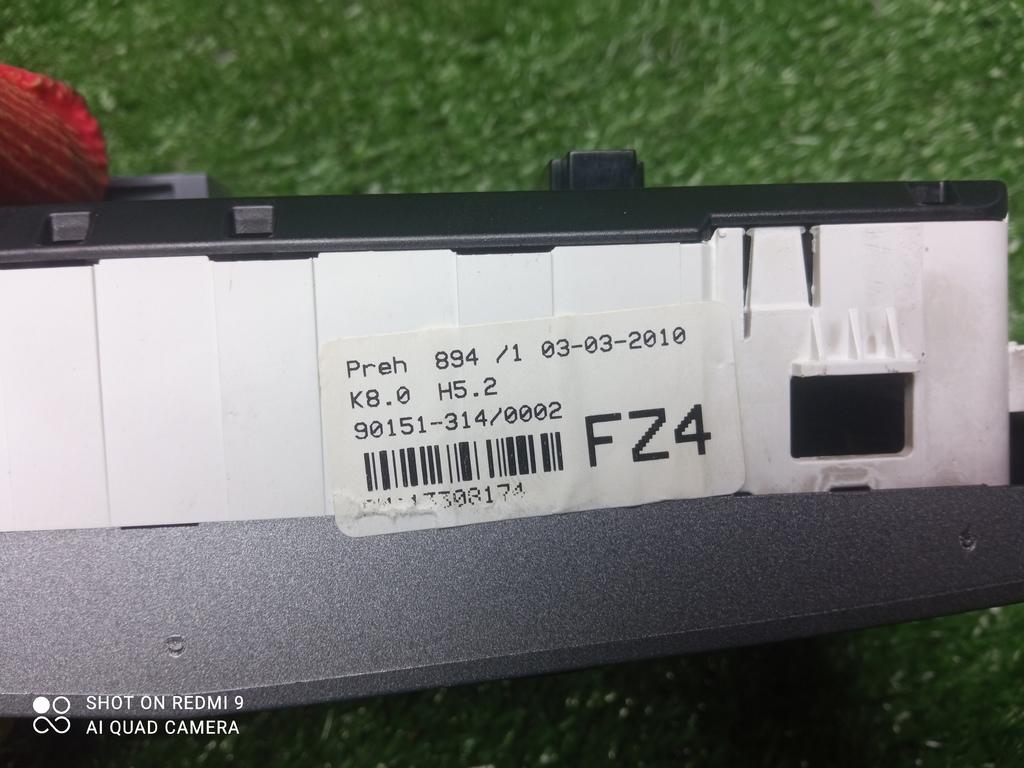 Preh 894 /1 03-03-2010
K8.0 H5.2
90151-314/0002
FZ4
SHOT ON REDMI 9
AI QUAD CAMERA